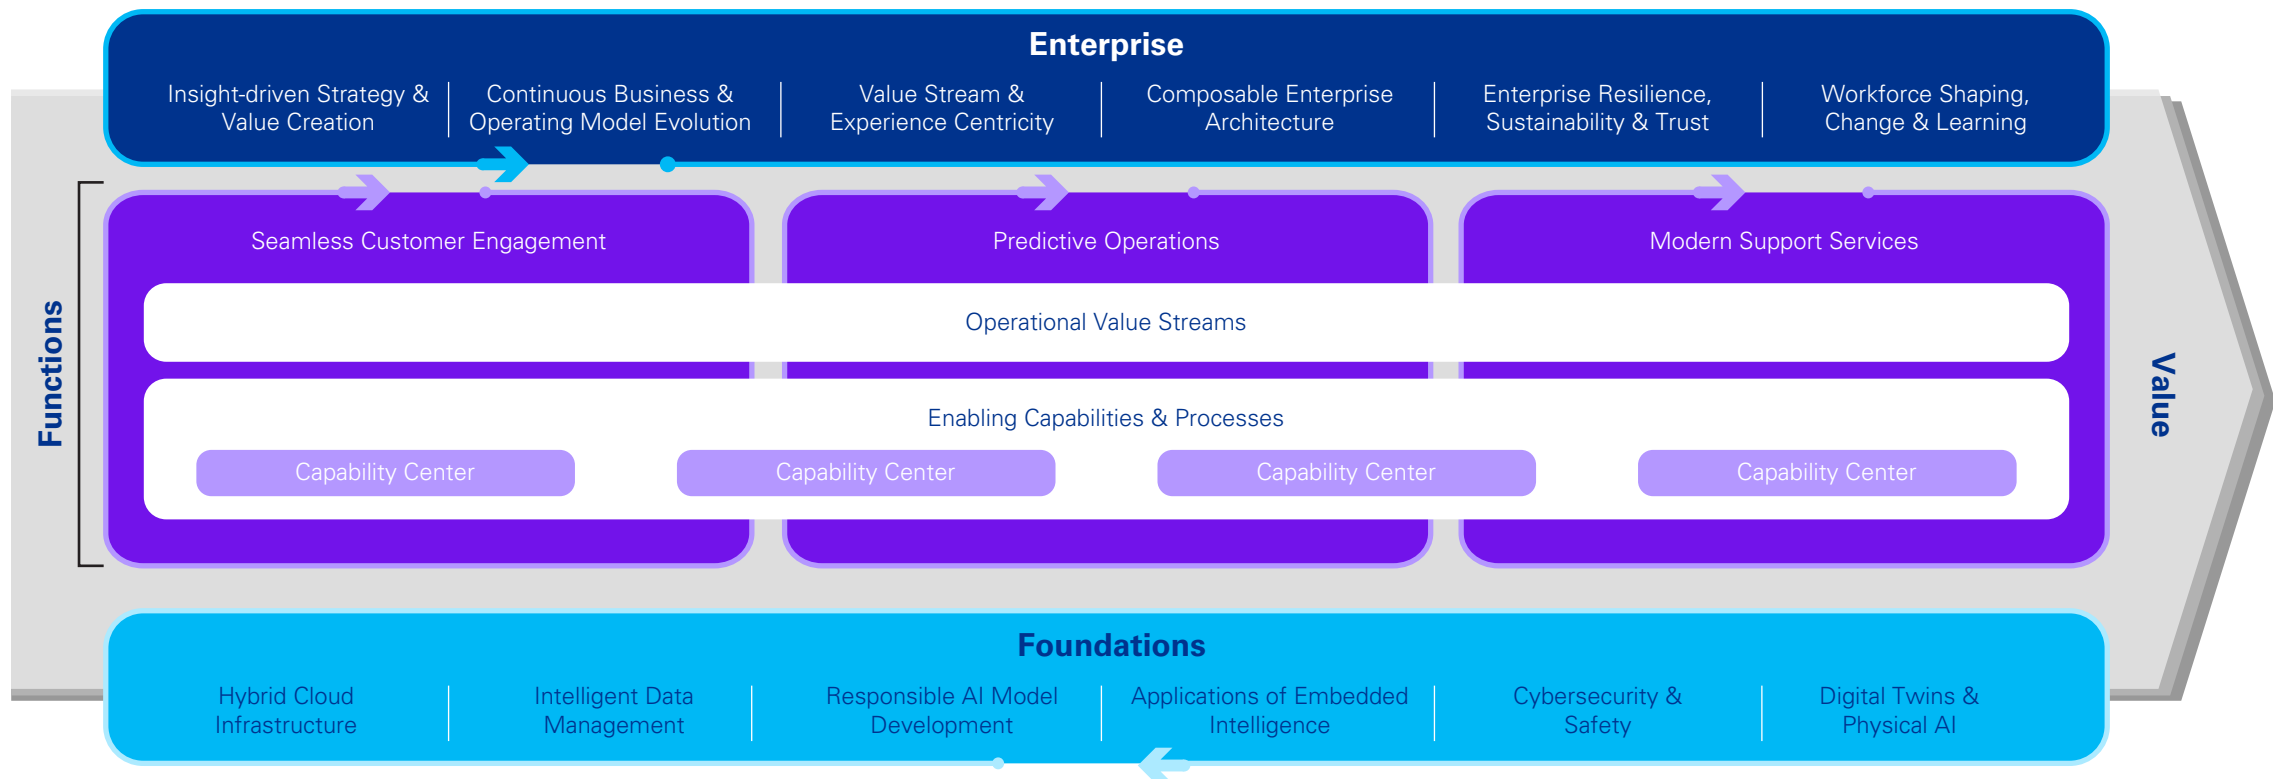 Enterprise
Insight-driven Strategy &
Value Creation
Continuous Business &
Operating Model Evolution
Value Stream &
Experience Centricity
Composable Enterprise
Architecture
Enterprise Resilience,
Sustainability & Trust
Workforce Shaping,
Change & Learning
Functions
Seamless Customer Engagement
Predictive Operations
Modern Support Services
Operational Value Streams
Enabling Capabilities & Processes
Capability Center
Capability Center
Capability Center
Capability Center
Value
Foundations
Hybrid Cloud
Infrastructure
Intelligent Data
Management
Responsible AI Model
Development
Applications of Embedded
Intelligence
Cybersecurity &
Safety
Digital Twins &
Physical AI